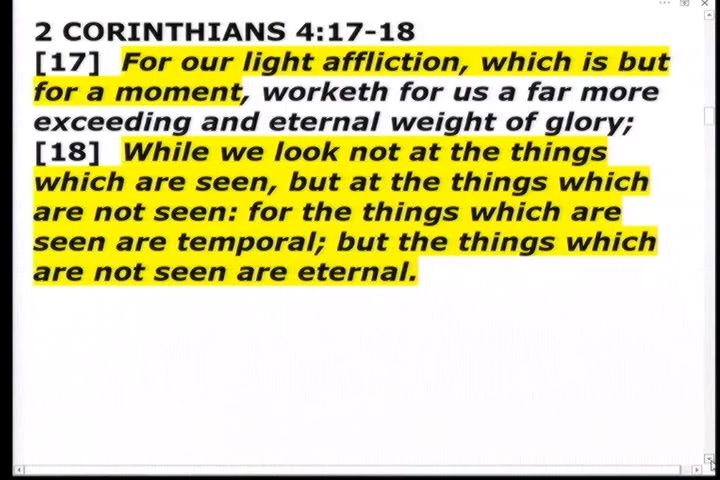 2 CORINTHIANS 4:17-18
[17] For our light affliction, which is but
for a moment, worketh for us a far more
exceeding and eternal weight of glory;
[18] While we look not at the things
which are seen, but at the things which
are not seen: for the things which are
seen are temporal; but the things which
are not seen are eternal.